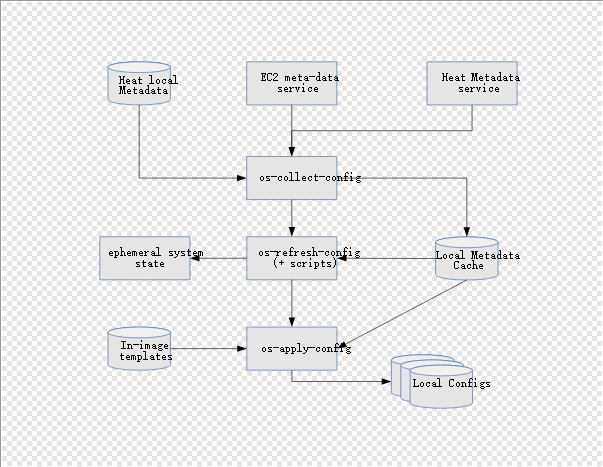 Heat local
Metadata
EC2 meta-data
service
Heat Metadata
service
os-collect-config
ephemeral system
state
os-refresh-config
(+ scripts)
Local Metadata
Cache
In-image
templates
os-apply-config
Local Configs